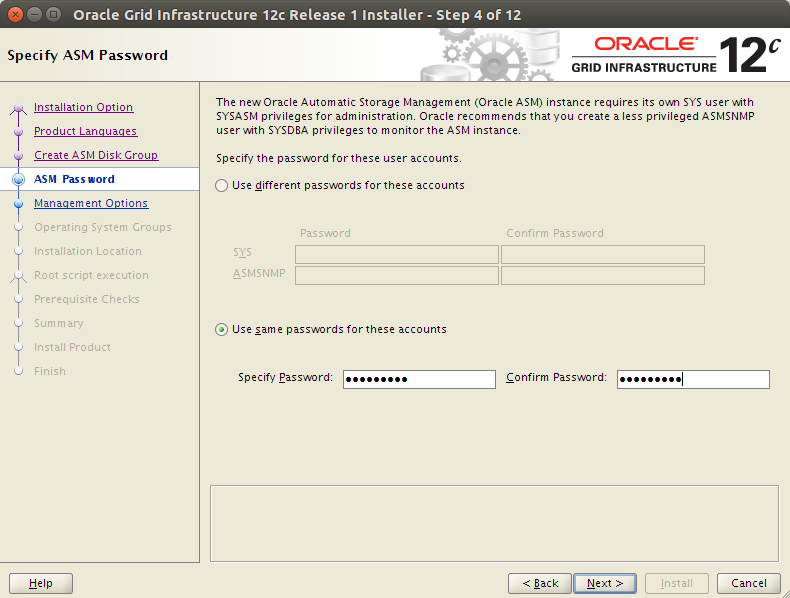 Oracle Grid Infrastructure 12c Release 1 Installer - Step 4 of 12
Specify ASM Password
ORACLE®
GRID INFRASTRUCTURE
12c
Installation Option
Product Languages
Create ASM Disk Group
ASM Password
Management Options
Operating System Groups
Installation Location
Root script execution
Prerequisite Checks
Summary
Install Product
Finish
The new Oracle Automatic Storage Management (Oracle ASM) instance requires its own SYS user with
SYSASM privileges for administration. Oracle recommends that you create a less privileged ASMSNMP
user with SYSDBA privileges to monitor the ASM instance.
Specify the password for these user accounts.
Use different passwords for these accounts
Password Confirm Password
SYS
ASMSNMP
Use same passwords for these accounts
Specify Password: ●●●●●●●●● Confirm Password: ●●●●●●●●●
Help < Back Next > Install Cancel